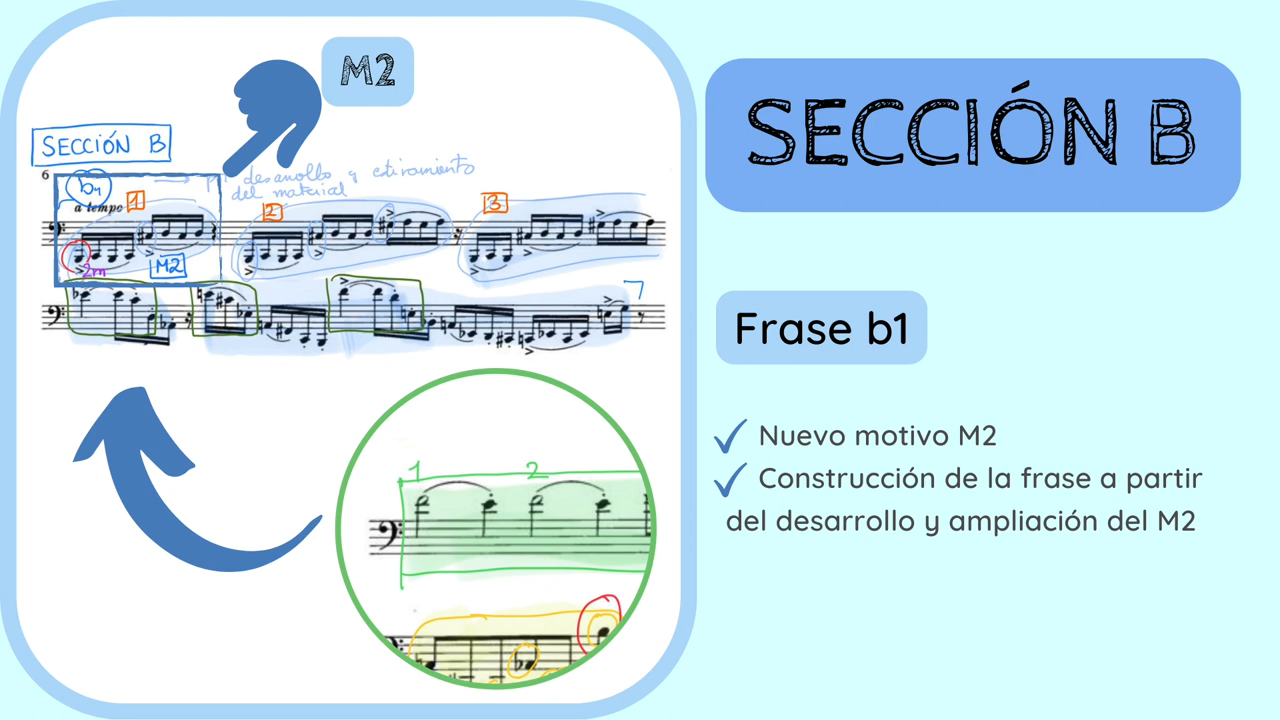 M2
SECCIÓN B
SECCIÓN B
desarrollo y estiramiento
del material
6
b1
a tempo
1
2
3
2m
M2
7
Frase b1
Nuevo motivo M2
Construcción de la frase a partir
del desarrollo y ampliación del M2
1
2